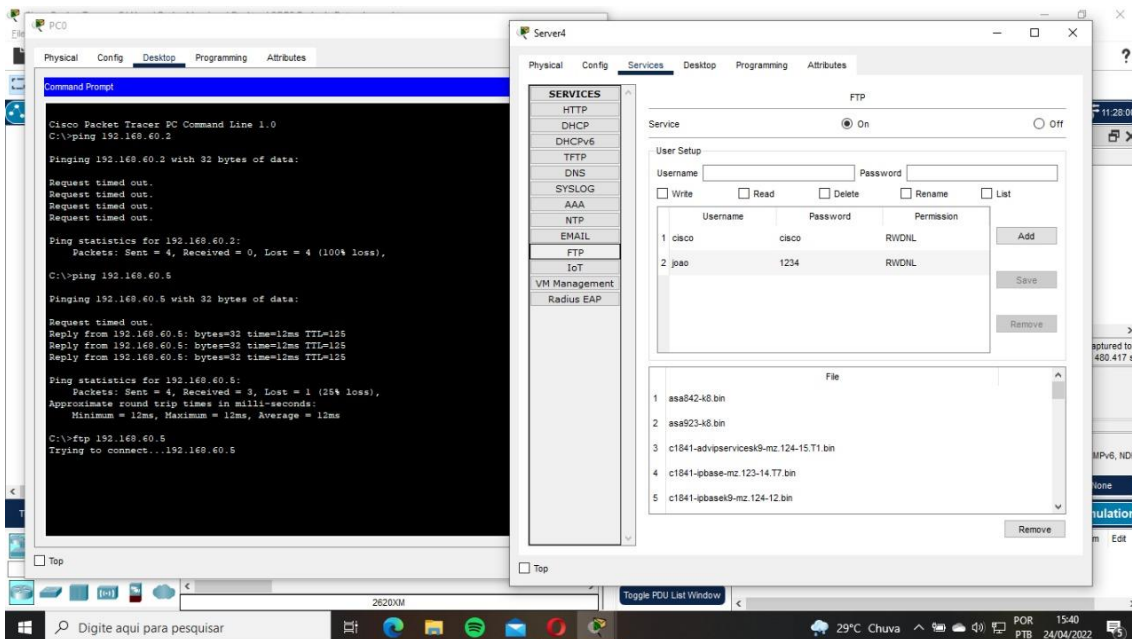 PC0
Physical Config Desktop Programming Attributes
Command Prompt
Cisco Packet Tracer PC Command Line 1.0
C:\>ping 192.168.60.2
Pinging 192.168.60.2 with 32 bytes of data:
Request timed out.
Request timed out.
Request timed out.
Request timed out.
Ping statistics for 192.168.60.2:
Packets: Sent = 4, Received = 0, Lost = 4 (100% loss),
C:\>ping 192.168.60.5
Pinging 192.168.60.5 with 32 bytes of data:
Request timed out.
Reply from 192.168.60.5: bytes=32 time=12ms TTL=125
Reply from 192.168.60.5: bytes=32 time=12ms TTL=125
Reply from 192.168.60.5: bytes=32 time=12ms TTL=125
Ping statistics for 192.168.60.5:
Packets: Sent = 4, Received = 3, Lost = 1 (25% loss),
Approximate round trip times in milli-seconds:
Minimum = 12ms, Maximum = 12ms, Average = 12ms
C:\>ftp 192.168.60.5
Trying to connect...192.168.60.5
Top
Server4
Physical Config Services Desktop Programming Attributes
SERVICES
HTTP
DHCP
DHCPv6
TFTP
DNS
SYSLOG
AAA
NTP
EMAIL
FTP
IoT
VM Management
Radius EAP
FTP
Service On Off
User Setup
Username Password
Write Read Delete Rename List
Username Password Permission
1 cisco cisco RWDNL
2 joao 1234 RWDNL
Add
Save
Remove
File
1 asa842-k8.bin
2 asa923-k8.bin
3 c1841-advipservicesk9-mz.124-15.T1.bin
4 c1841-ipbase-mz.123-14.T7.bin
5 c1841-ipbasek9-mz.124-12.bin
Remove
Top
?
11:28:0
aptured to
480.417 s
MPv6, ND
None
nulation
m Edit
2620XM
Toggle PDU List Window
Digite aqui para pesquisar
29°C Chuva
POR
PTB
15:40
24/04/2022